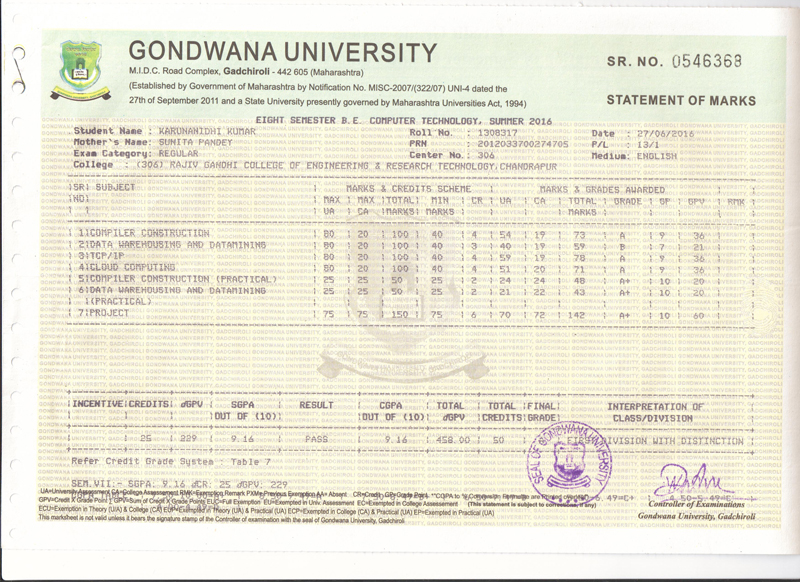 GONDWANA UNIVERSITY
M.I.D.C. Road Complex, Gadchiroli - 442 605 (Maharashtra)
(Established by Government of Maharashtra by Notification No. MISC-2007/(322/07) UNI-4 dated the
27th of September 2011 and a State University presently governed by Maharashtra Universities Act, 1994)
SR. NO. 0546368
STATEMENT OF MARKS
EIGHT SEMESTER B.E. COMPUTER TECHNOLOGY, SUMMER 2016
Student Name : KARUNANIDHI KUMAR Roll No. : 1308317 Date : 27/06/2016
Mother's Name: SUNITA PANDEY PRN : 2012033700274705 P/L : 13/1
Exam Category: REGULAR Center No. : 306 Medium: ENGLISH
College : (306) RAJIV GANDHI COLLEGE OF ENGINEERING & RESEARCH TECHNOLOGY,CHANDRAPUR
SR SUBJECT MARKS & CREDITS SCHEME MARKS & GRADES AWARDED
NO MAX MAX TOTAL MIN CR UA CA TOTAL GRADE GP GPV RMK
UA CA MARKS MARKS MARKS
1 COMPILER CONSTRUCTION 80 20 100 40 4 54 19 73 A 9 36
2 DATA WAREHOUSING AND DATAMINING 80 20 100 40 3 40 19 59 B 7 21
3 TCP/IP 80 20 100 40 4 59 19 78 A 9 36
4 CLOUD COMPUTING 80 20 100 40 4 51 20 71 A 9 36
5 COMPILER CONSTRUCTION (PRACTICAL) 25 25 50 25 2 24 24 48 A+ 10 20
6 DATA WAREHOUSING AND DATAMINING 25 25 50 25 2 21 22 43 A+ 10 20
(PRACTICAL)
7 PROJECT 75 75 150 75 6 70 72 142 A+ 10 60
INCENTIVE CREDITS dGPV SGPA RESULT CGPA TOTAL TOTAL FINAL INTERPRETATION OF
OUT OF (10) OUT OF (10) dGPV CREDITS GRADE CLASS/DIVISION
25 229 9.16 PASS 9.16 458.00 50 FIRST DIVISION WITH DISTINCTION
Refer Credit Grade System : Table 7
SEM.VII:- SGPA: 9.16 dCR: 25 dGPV: 229
SEAL OF GONDWANA UNIVERSITY
This marksheet is not valid unless it bears the signature stamp of the Controller of examination with the seal of Gondwana University, Gadchiroli
Controller of Examinations
Gondwana University, Gadchiroli